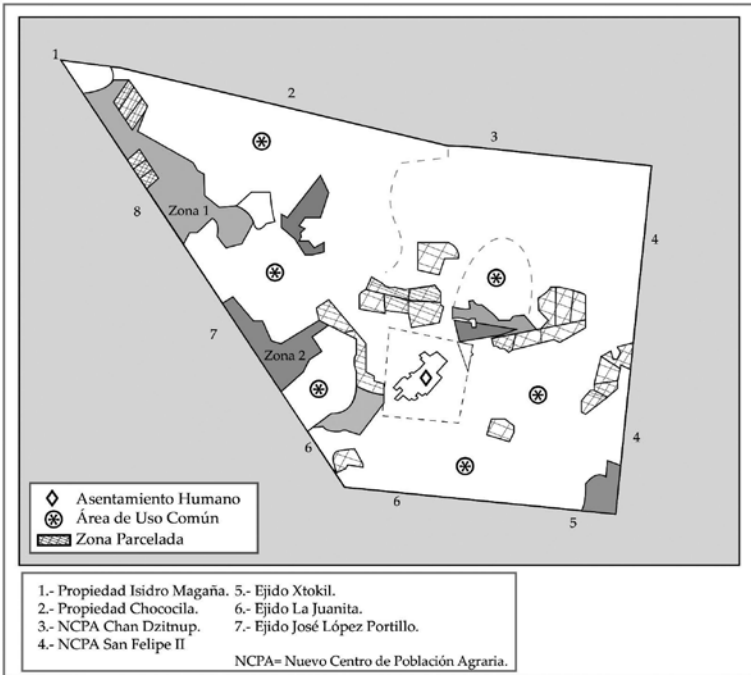 1
2
3
4
Zona 1
8
7
Zona 2
6
4
6
5
Asentamiento Humano
Área de Uso Común
Zona Parcelada
1.- Propiedad Isidro Magaña. 5.- Ejido Xtokil.
2.- Propiedad Chococila. 6.- Ejido La Juanita.
3.- NCPA Chan Dzitnup. 7.- Ejido José López Portillo.
4.- NCPA San Felipe II
NCPA= Nuevo Centro de Población Agraria.